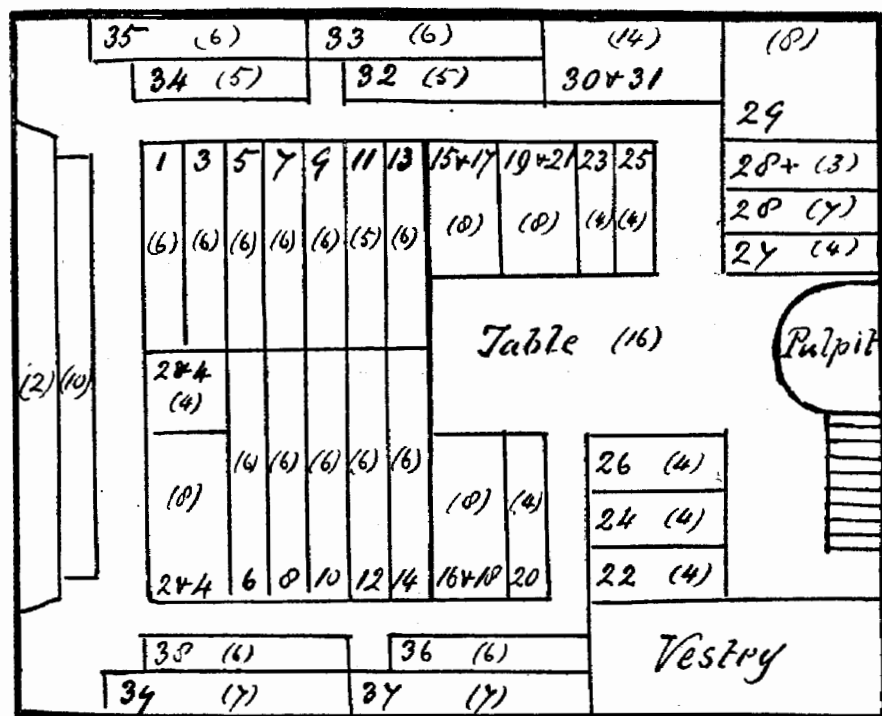 35 (6) 33 (6) (14) (8)
34 (5) 32 (5) 30 & 31
29
1 3 5 7 9 11 13 15 & 17 19 & 21 23 25
28+ (3)
28 (7)
(6) (6) (6) (6) (6) (5) (6) (8) (8) (4) (4)
27 (4)
Table (16) Pulpit
2 & 4
(2) (10) (4)
(6) (6) (6) (6) (6) 26 (4)
(8) (8) (4)
24 (4)
2 & 4 6 8 10 12 14 16 & 18 20 22 (4)
38 (6) 36 (6) Vestry
39 (7) 37 (7)